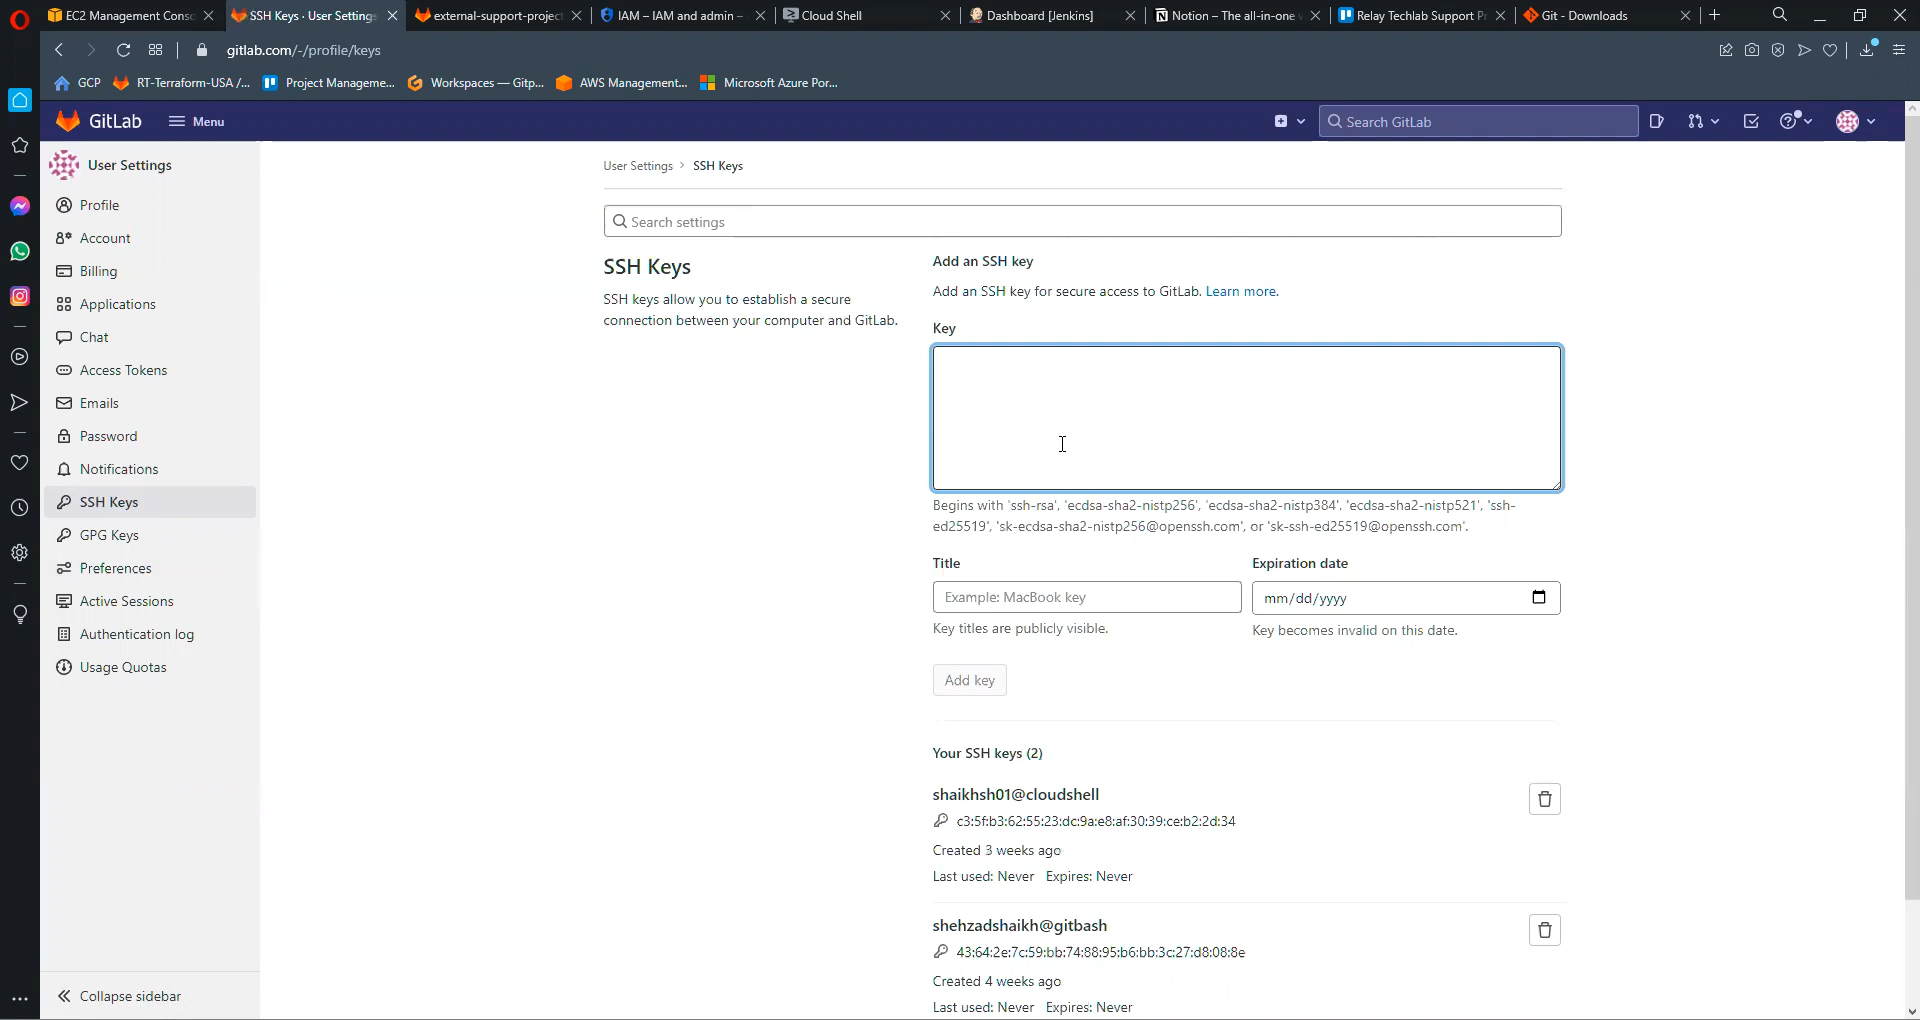 EC2 Management Consc
SSH Keys · User Settings
external-support-project
IAM – IAM and admin –
Cloud Shell
Dashboard [Jenkins]
Notion – The all-in-one
Relay Techlab Support Pr
Git - Downloads
gitlab.com/-/profile/keys
GCP
RT-Terraform-USA /...
Project Manageme...
Workspaces — Gitp...
AWS Management...
Microsoft Azure Por...
GitLab
Menu
Search GitLab
User Settings
Profile
Account
Billing
Applications
Chat
Access Tokens
Emails
Password
Notifications
SSH Keys
GPG Keys
Preferences
Active Sessions
Authentication log
Usage Quotas
Collapse sidebar
User Settings > SSH Keys
Search settings
SSH Keys
SSH keys allow you to establish a secure
connection between your computer and GitLab.
Add an SSH key
Add an SSH key for secure access to GitLab. Learn more.
Key
Begins with 'ssh-rsa', 'ecdsa-sha2-nistp256', 'ecdsa-sha2-nistp384', 'ecdsa-sha2-nistp521', 'ssh-
ed25519', 'sk-ecdsa-sha2-nistp256@openssh.com', or 'sk-ssh-ed25519@openssh.com'.
Title
Example: MacBook key
Key titles are publicly visible.
Expiration date
mm/dd/yyyy
Key becomes invalid on this date.
Add key
Your SSH keys (2)
shaikhsh01@cloudshell
c3:5f:b3:62:55:23:dc:9a:e8:af:30:39:ce:b2:2d:34
Created 3 weeks ago
Last used: Never Expires: Never
shehzadshaikh@gitbash
43:64:2e:7c:59:bb:74:88:95:b6:bb:3c:27:d8:08:8e
Created 4 weeks ago
Last used: Never Expires: Never